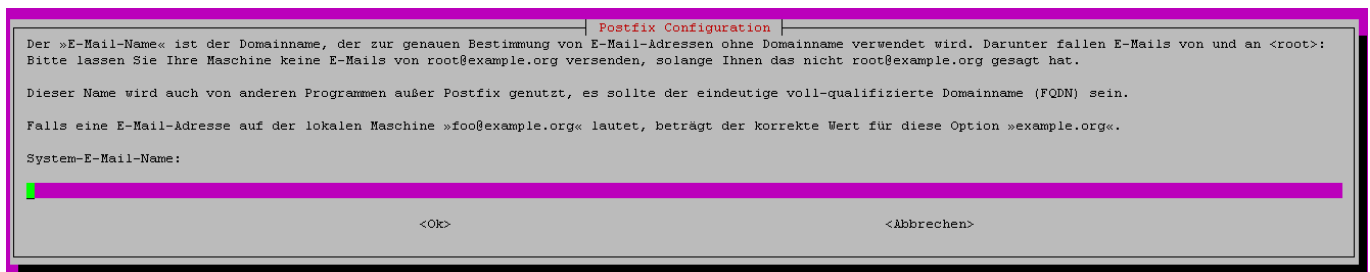 Postfix Configuration
Der »E-Mail-Name« ist der Domainname, der zur genauen Bestimmung von E-Mail-Adressen ohne Domainname verwendet wird. Darunter fallen E-Mails von und an <root>:
Bitte lassen Sie Ihre Maschine keine E-Mails von root@example.org versenden, solange Ihnen das nicht root@example.org gesagt hat.
Dieser Name wird auch von anderen Programmen außer Postfix genutzt, es sollte der eindeutige voll-qualifizierte Domainname (FQDN) sein.
Falls eine E-Mail-Adresse auf der lokalen Maschine »foo@example.org« lautet, beträgt der korrekte Wert für diese Option »example.org«.
System-E-Mail-Name:
<Ok> <Abbrechen>